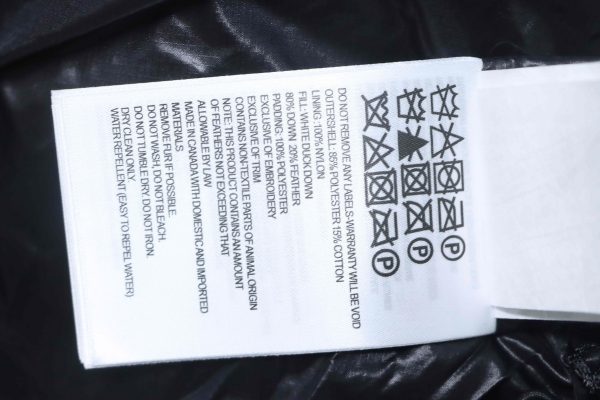 DO NOT REMOVE ANY LABELS-WARRANTY WILL BE VOID
OUTERSHELL: 85% POLYESTER 15% COTTON
LINING:100% NYLON
FILL: WHITE DUCK DOWN
80% DOWN  20% FEATHER
PADDING:100% POLYESTER
EXCLUSIVE OF EMBROIDERY
EXCLUSIVE OF TRIM
CONTAINS NON-TEXTILE PARTS OF ANIMAL ORIGIN
NOTE: THIS PRODUCT CONTAINS AN AMOUNT
OF FEATHERS NOT EXCEEDING THAT
ALLOWABLE BY LAW
MADE IN CANADA WITH DOMESTIC AND IMPORTED
MATERIALS
REMOVE FUR IF POSSIBLE.
DO NOT WASH, DO NOT BLEACH.
DO NOT TUMBLE DRY. DO NOT IRON.
DRY CLEAN ONLY.
WATER REPELLENT (EASY TO REPEL WATER)
P
P
P